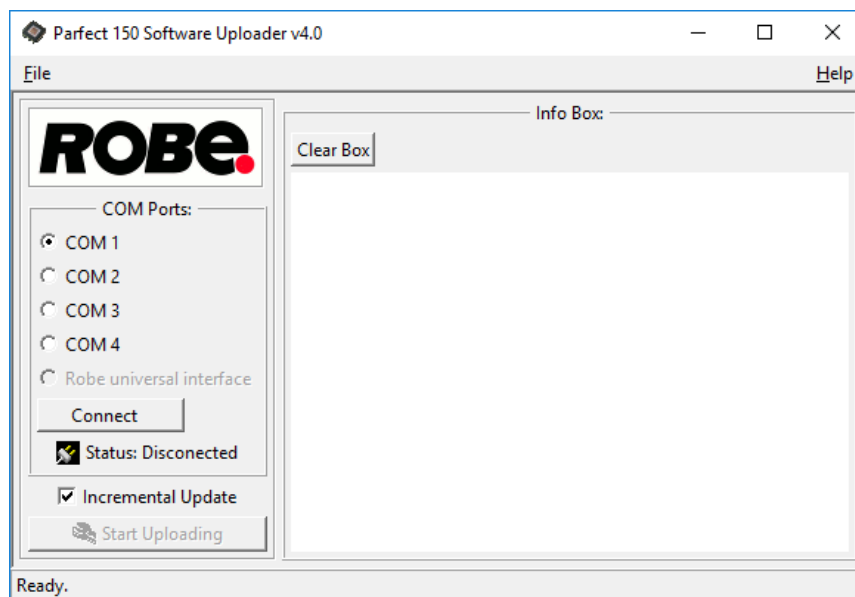 Parfect 150 Software Uploader v4.0
File
Help
ROBE
COM Ports:
COM 1
COM 2
COM 3
COM 4
Robe universal interface
Connect
Status: Disconected
Incremental Update
Start Uploading
Info Box:
Clear Box
Ready.